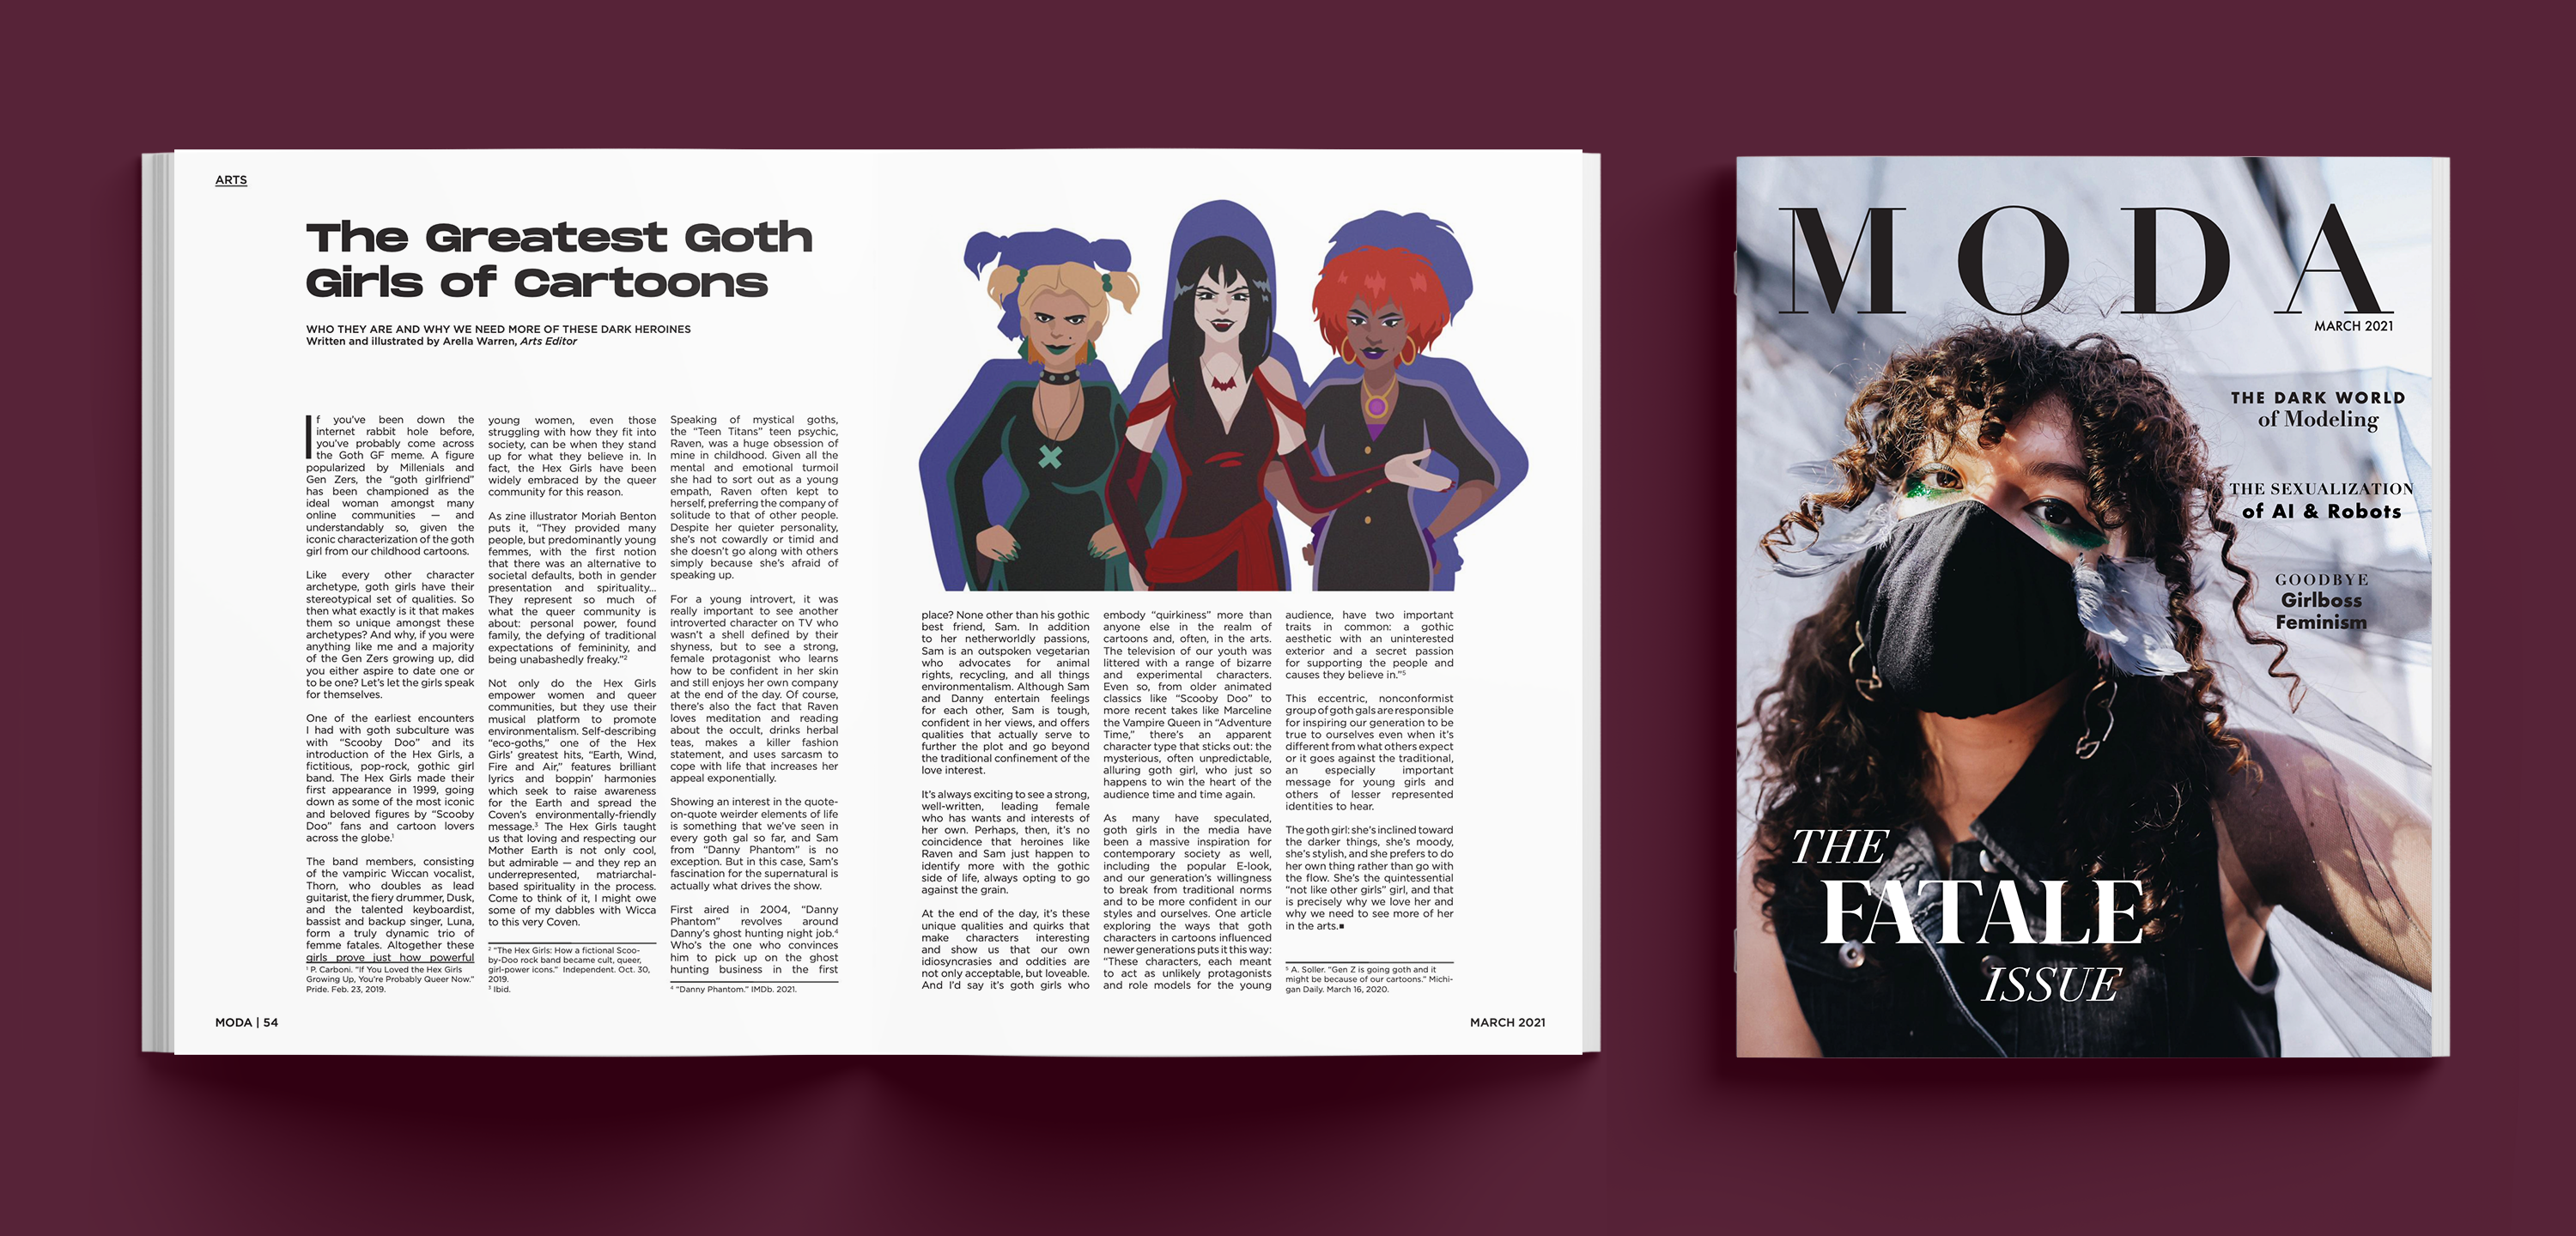 ARTS
The Greatest Goth
Girls of Cartoons
WHO THEY ARE AND WHY WE NEED MORE OF THESE DARK HEROINES
Written and illustrated by Arella Warren, Arts Editor
If you've been down the
internet rabbit hole before,
you've probably come across
the Goth GF meme. A figure
popularized by Millenials and
Gen Zers, the "goth girlfriend"
has been championed as the
ideal woman amongst many
online communities — and
understandably so, given the
iconic characterization of the goth
girl from our childhood cartoons.
Like every other character
archetype, goth girls have their
stereotypical set of qualities. So
then what exactly is it that makes
them so unique amongst these
archetypes? And why, if you were
anything like me and a majority
of the Gen Zers growing up, did
you either aspire to date one or
to be one? Let's let the girls speak
for themselves.
One of the earliest encounters
I had with goth subculture was
with "Scooby Doo" and its
introduction of the Hex Girls, a
fictitious, pop-rock, gothic girl
band. The Hex Girls made their
first appearance in 1999, going
down as some of the most iconic
and beloved figures by "Scooby
Doo" fans and cartoon lovers
across the globe.¹
The band members, consisting
of the vampiric Wiccan vocalist,
Thorn, who doubles as lead
guitarist, the fiery drummer, Dusk,
and the talented keyboardist,
bassist and backup singer, Luna,
form a truly dynamic trio of
femme fatales. Altogether these
girls prove just how powerful
¹ P. Carboni. "If You Loved the Hex Girls
Growing Up, You're Probably Queer Now."
Pride. Feb. 23, 2019.
young women, even those
struggling with how they fit into
society, can be when they stand
up for what they believe in. In
fact, the Hex Girls have been
widely embraced by the queer
community for this reason.
As zine illustrator Moriah Benton
puts it, "They provided many
people, but predominantly young
femmes, with the first notion
that there was an alternative to
societal defaults, both in gender
presentation and spirituality...
They represent so much of
what the queer community is
about: personal power, found
family, the defying of traditional
expectations of femininity, and
being unabashedly freaky."²
Not only do the Hex Girls
empower women and queer
communities, but they use their
musical platform to promote
environmentalism. Self-describing
"eco-goths," one of the Hex
Girls' greatest hits, "Earth, Wind,
Fire and Air," features brilliant
lyrics and boppin' harmonies
which seek to raise awareness
for the Earth and spread the
Coven's environmentally-friendly
message.³ The Hex Girls taught
us that loving and respecting our
Mother Earth is not only cool,
but admirable — and they rep an
underrepresented, matriarchal-
based spirituality in the process.
Come to think of it, I might owe
some of my dabbles with Wicca
to this very Coven.
² "The Hex Girls: How a fictional Scoo-
by-Doo rock band became cult, queer,
girl-power icons." Independent. Oct. 30,
2019.
³ Ibid.
Speaking of mystical goths,
the "Teen Titans" teen psychic,
Raven, was a huge obsession of
mine in childhood. Given all the
mental and emotional turmoil
she had to sort out as a young
empath, Raven often kept to
herself, preferring the company of
solitude to that of other people.
Despite her quieter personality,
she's not cowardly or timid and
she doesn't go along with others
simply because she's afraid of
speaking up.
For a young introvert, it was
really important to see another
introverted character on TV who
wasn't a shell defined by their
shyness, but to see a strong,
female protagonist who learns
how to be confident in her skin
and still enjoys her own company
at the end of the day. Of course,
there's also the fact that Raven
loves meditation and reading
about the occult, drinks herbal
teas, makes a killer fashion
statement, and uses sarcasm to
cope with life that increases her
appeal exponentially.
Showing an interest in the quote-
on-quote weirder elements of life
is something that we've seen in
every goth gal so far, and Sam
from "Danny Phantom" is no
exception. But in this case, Sam's
fascination for the supernatural is
actually what drives the show.
First aired in 2004, "Danny
Phantom" revolves around
Danny's ghost hunting night job.⁴
Who's the one who convinces
him to pick up on the ghost
hunting business in the first
⁴ "Danny Phantom." IMDb. 2021.
MODA | 54
place? None other than his gothic
best friend, Sam. In addition
to her netherworldly passions,
Sam is an outspoken vegetarian
who advocates for animal
rights, recycling, and all things
environmentalism. Although Sam
and Danny entertain feelings
for each other, Sam is tough,
confident in her views, and offers
qualities that actually serve to
further the plot and go beyond
the traditional confinement of the
love interest.
It's always exciting to see a strong,
well-written, leading female
who has wants and interests of
her own. Perhaps, then, it's no
coincidence that heroines like
Raven and Sam just happen to
identify more with the gothic
side of life, always opting to go
against the grain.
At the end of the day, it's these
unique qualities and quirks that
make characters interesting
and show us that our own
idiosyncrasies and oddities are
not only acceptable, but loveable.
And I'd say it's goth girls who
embody "quirkiness" more than
anyone else in the realm of
cartoons and, often, in the arts.
The television of our youth was
littered with a range of bizarre
and experimental characters.
Even so, from older animated
classics like "Scooby Doo" to
more recent takes like Marceline
the Vampire Queen in "Adventure
Time," there's an apparent
character type that sticks out: the
mysterious, often unpredictable,
alluring goth girl, who just so
happens to win the heart of the
audience time and time again.
As many have speculated,
goth girls in the media have
been a massive inspiration for
contemporary society as well,
including the popular E-look,
and our generation's willingness
to break from traditional norms
and to be more confident in our
styles and ourselves. One article
exploring the ways that goth
characters in cartoons influenced
newer generations puts it this way:
"These characters, each meant
to act as unlikely protagonists
and role models for the young
audience, have two important
traits in common: a gothic
aesthetic with an uninterested
exterior and a secret passion
for supporting the people and
causes they believe in."⁵
This eccentric, nonconformist
group of goth gals are responsible
for inspiring our generation to be
true to ourselves even when it's
different from what others expect
or it goes against the traditional,
an especially important
message for young girls and
others of lesser represented
identities to hear.
The goth girl: she's inclined toward
the darker things, she's moody,
she's stylish, and she prefers to do
her own thing rather than go with
the flow. She's the quintessential
"not like other girls" girl, and that
is precisely why we love her and
why we need to see more of her
in the arts.■
⁵ A. Soller. "Gen Z is going goth and it
might be because of our cartoons." Michi-
gan Daily. March 16, 2020.
MARCH 2021
MODA
MARCH 2021
THE DARK WORLD
of Modeling
THE SEXUALIZATION
of AI & Robots
GOODBYE
Girlboss
Feminism
THE
FATALE
ISSUE